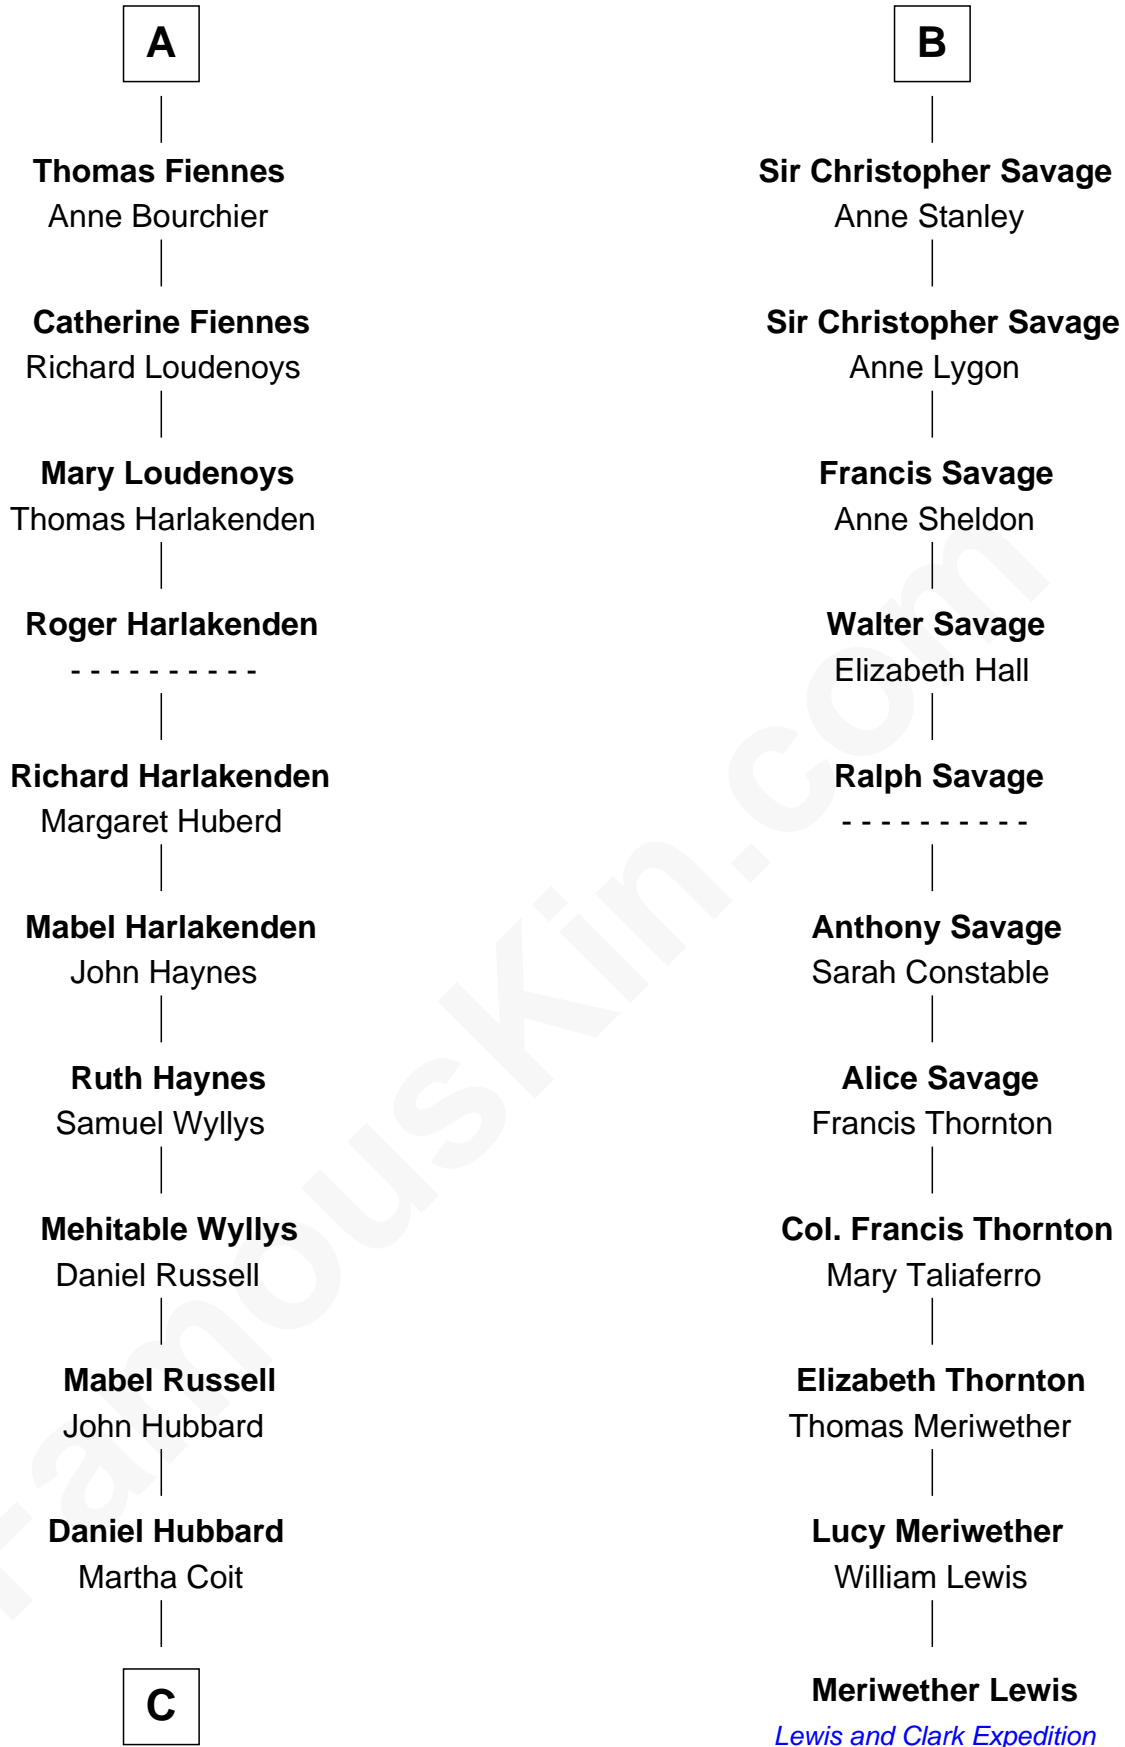 A
Thomas Fiennes
Anne Bourchier
Catherine Fiennes
Richard Loudenoys
Mary Loudenoys
Thomas Harlakenden
Roger Harlakenden
- - - - - - - - - -
Richard Harlakenden
Margaret Huberd
Mabel Harlakenden
John Haynes
Ruth Haynes
Samuel Wyllys
Mehitable Wyllys
Daniel Russell
Mabel Russell
John Hubbard
Daniel Hubbard
Martha Coit
C
B
Sir Christopher Savage
Anne Stanley
Sir Christopher Savage
Anne Lygon
Francis Savage
Anne Sheldon
Walter Savage
Elizabeth Hall
Ralph Savage
- - - - - - - - - -
Anthony Savage
Sarah Constable
Alice Savage
Francis Thornton
Col. Francis Thornton
Mary Taliaferro
Elizabeth Thornton
Thomas Meriwether
Lucy Meriwether
William Lewis
Meriwether Lewis
Lewis and Clark Expedition
FamousKin.com